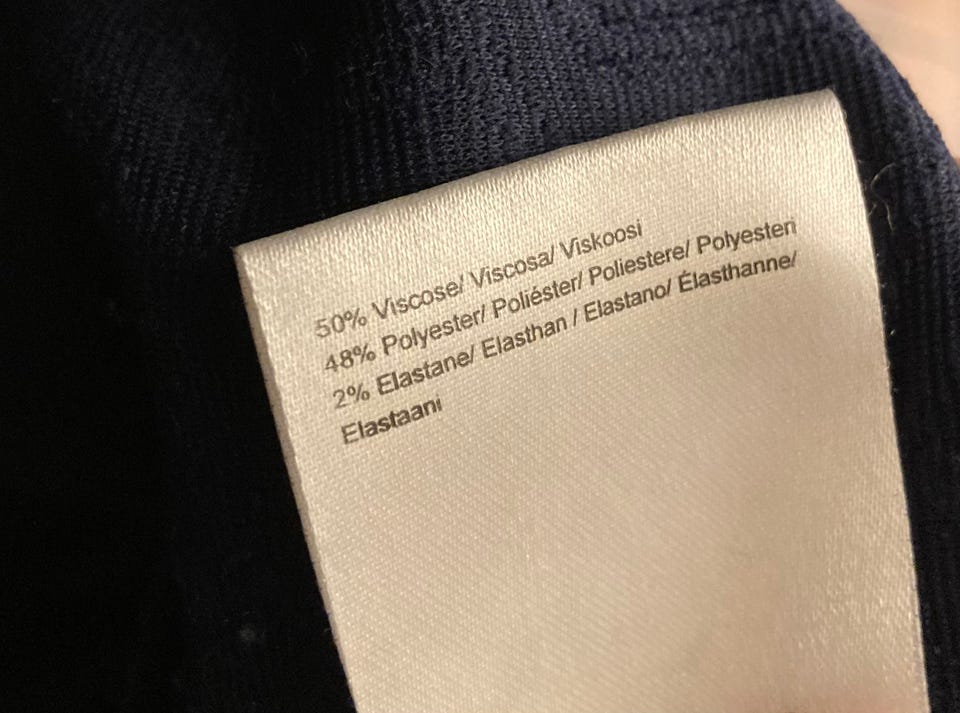 50% Viscose/ Viscosa/ Viskoosi
48% Polyester/ Poliéster/ Poliestere/ Polyesteri
2% Elastane/ Elasthan / Elastano/ Élasthanne/
Elastaani